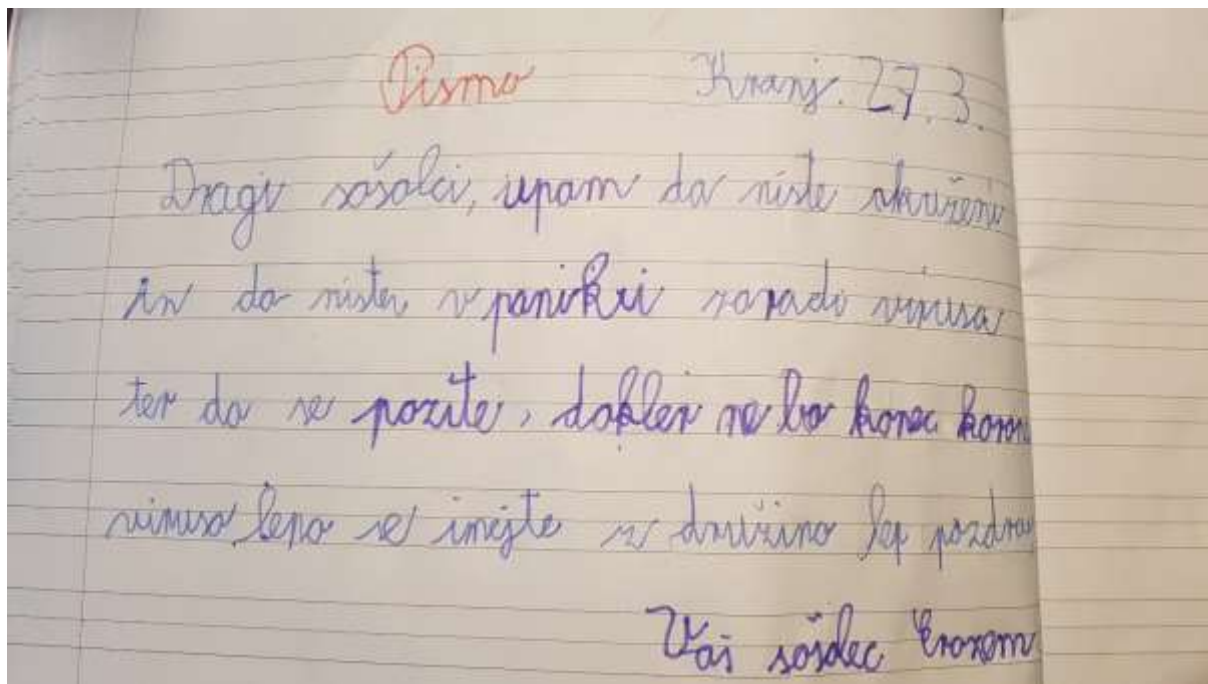 Pismo Kranj. 27. 3.
Dragi sošolci, upam da niste okuženi
in da niste v panikri zaradi virusa
ter da se pazite, dokler ne bo konec korona
virusa lepo se imejte z družino lep pozdrav
Vaš sošolec Erazem